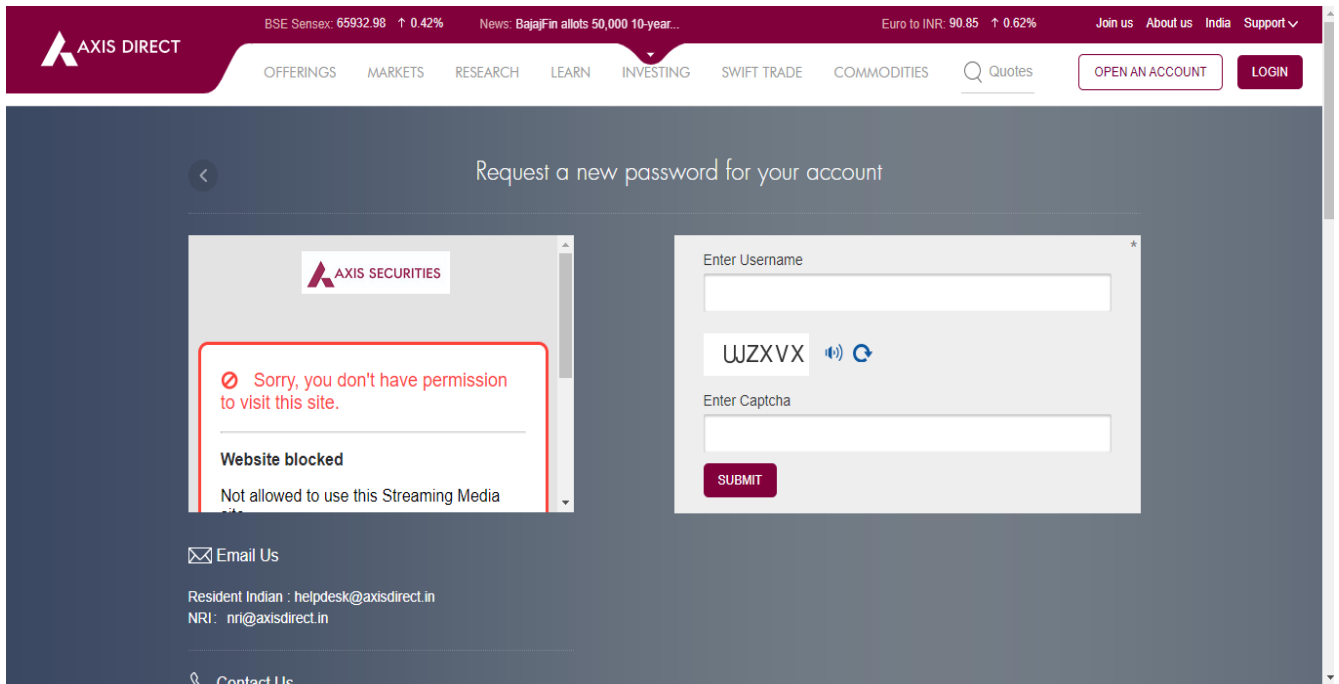 BSE Sensex: 65932.98 ↑ 0.42% News: BajajFin allots 50,000 10-year... Euro to INR: 90.85 ↑ 0.62% Join us About us India Support
AXIS DIRECT
OFFERINGS MARKETS RESEARCH LEARN INVESTING SWIFT TRADE COMMODITIES Quotes OPEN AN ACCOUNT LOGIN
Request a new password for your account
AXIS SECURITIES
Sorry, you don't have permission
to visit this site.
Website blocked
Not allowed to use this Streaming Media
*
Enter Username
WZXVX
Enter Captcha
SUBMIT
Email Us
Resident Indian : helpdesk@axisdirect.in
NRI: nri@axisdirect.in
Contact Us